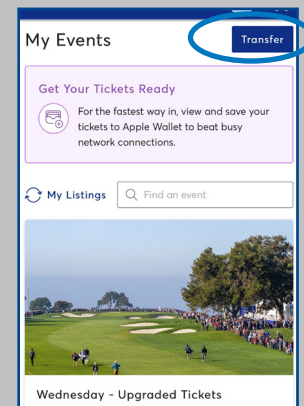 My Events
Transfer
Get Your Tickets Ready
For the fastest way in, view and save your
tickets to Apple Wallet to beat busy
network connections.
My Listings
Find an event
Wednesday - Upgraded Tickets